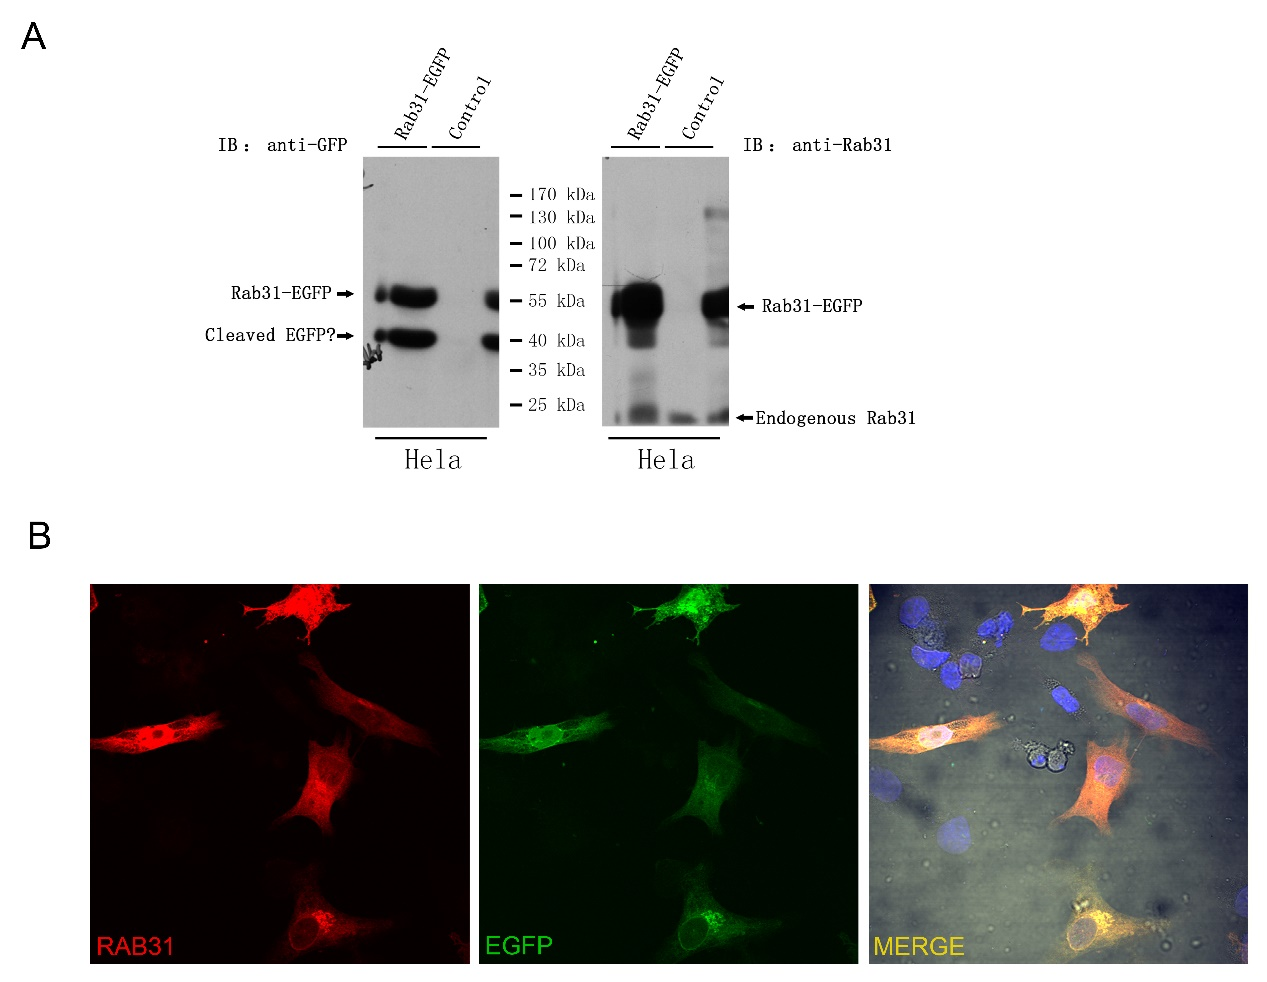 A
Rab31-EGFP
Control
Rab31-EGFP
Control
IB: anti-GFP
IB: anti-Rab31
170 kDa
130 kDa
100 kDa
72 kDa
Rab31-EGFP
55 kDa
Rab31-EGFP
Cleaved EGFP?
40 kDa
35 kDa
25 kDa
Endogenous Rab31
Hela
Hela
B
RAB31
EGFP
MERGE